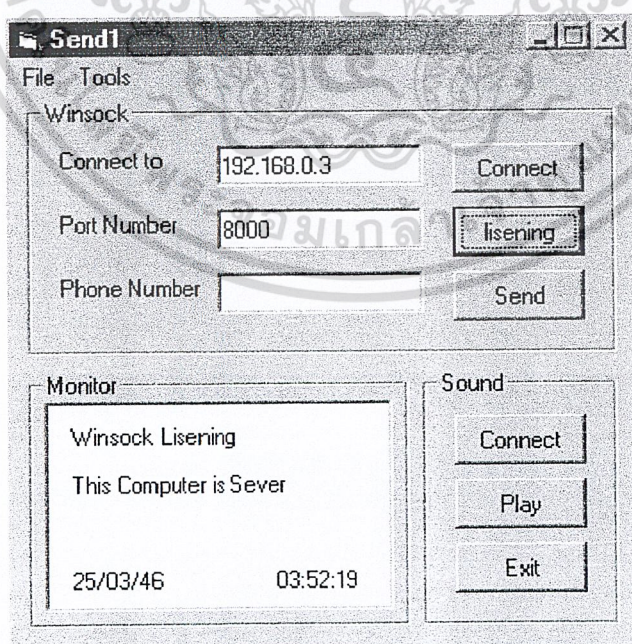 Send1
File Tools
Winsock
Connect to 192.168.0.3 Connect
Port Number 8000 lisening
Phone Number Send
Monitor
Winsock Lisening
This Computer is Sever
25/03/46 03:52:19
Sound
Connect
Play
Exit